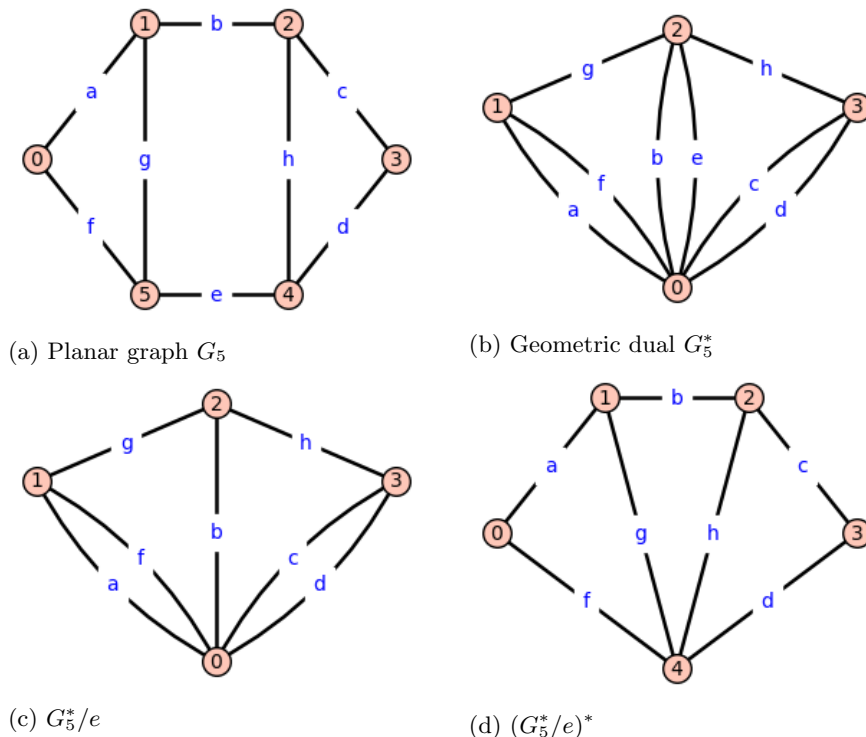 1 b 2
a c
0 g h 3
f d
5 e 4
(a) Planar graph G₅
2
g h
1 3
b e
f c
a d
0
(b) Geometric dual G₅*
2
g h
1 3
b
f c
a d
0
(c) G₅*/e
1 b 2
a c
0 g h 3
f d
4
(d) (G₅*/e)*